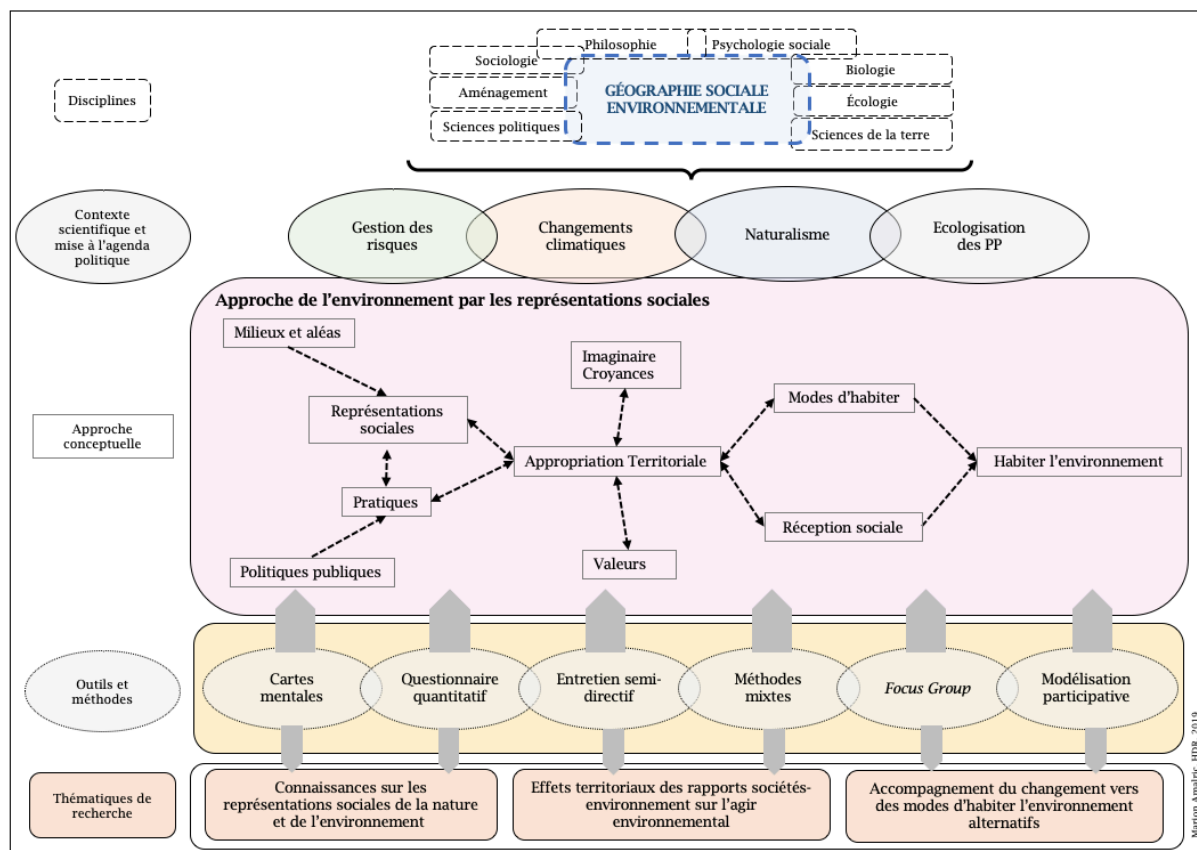 Philosophie
Psychologie sociale
Sociologie
Biologie
Disciplines
Aménagement
GÉOGRAPHIE SOCIALE
ENVIRONNEMENTALE
Écologie
Sciences politiques
Sciences de la terre
Contexte
scientifique et
mise à l'agenda
politique
Gestion des
risques
Changements
climatiques
Naturalisme
Ecologisation
des PP
Approche de l'environnement par les représentations sociales
Milieux et aléas
Imaginaire
Croyances
Modes d'habiter
Représentations
sociales
Approche
conceptuelle
Appropriation Territoriale
Habiter l'environnement
Pratiques
Réception sociale
Politiques publiques
Valeurs
Outils et
méthodes
Cartes
mentales
Questionnaire
quantitatif
Entretien semi-
directif
Méthodes
mixtes
Focus Group
Modélisation
participative
Thématiques de
recherche
Connaissances sur les
représentations sociales de la nature
et de l'environnement
Effets territoriaux des rapports sociétés-
environnement sur l'agir
environnemental
Accompagnement du changement vers
des modes d'habiter l'environnement
alternatifs
Marion Amalric, HDR, 2019